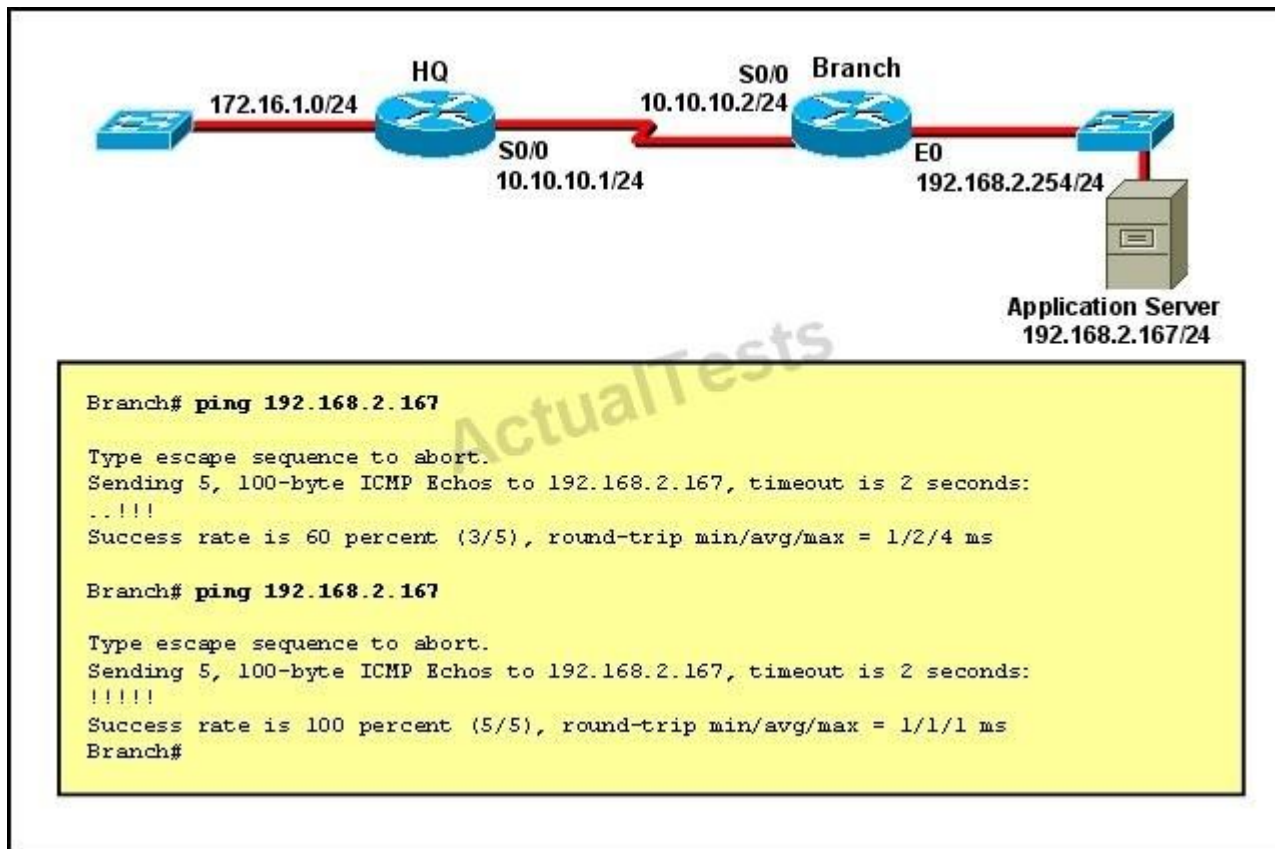 HQ
S0/0
Branch
172.16.1.0/24
10.10.10.2/24
S0/0
10.10.10.1/24
E0
192.168.2.254/24
Application Server
192.168.2.167/24
ActualTests
Branch# ping 192.168.2.167
Type escape sequence to abort.
Sending 5, 100-byte ICMP Echos to 192.168.2.167, timeout is 2 seconds:
..!!!
Success rate is 60 percent (3/5), round-trip min/avg/max = 1/2/4 ms
Branch# ping 192.168.2.167
Type escape sequence to abort.
Sending 5, 100-byte ICMP Echos to 192.168.2.167, timeout is 2 seconds:
!!!!!
Success rate is 100 percent (5/5), round-trip min/avg/max = 1/1/1 ms
Branch#